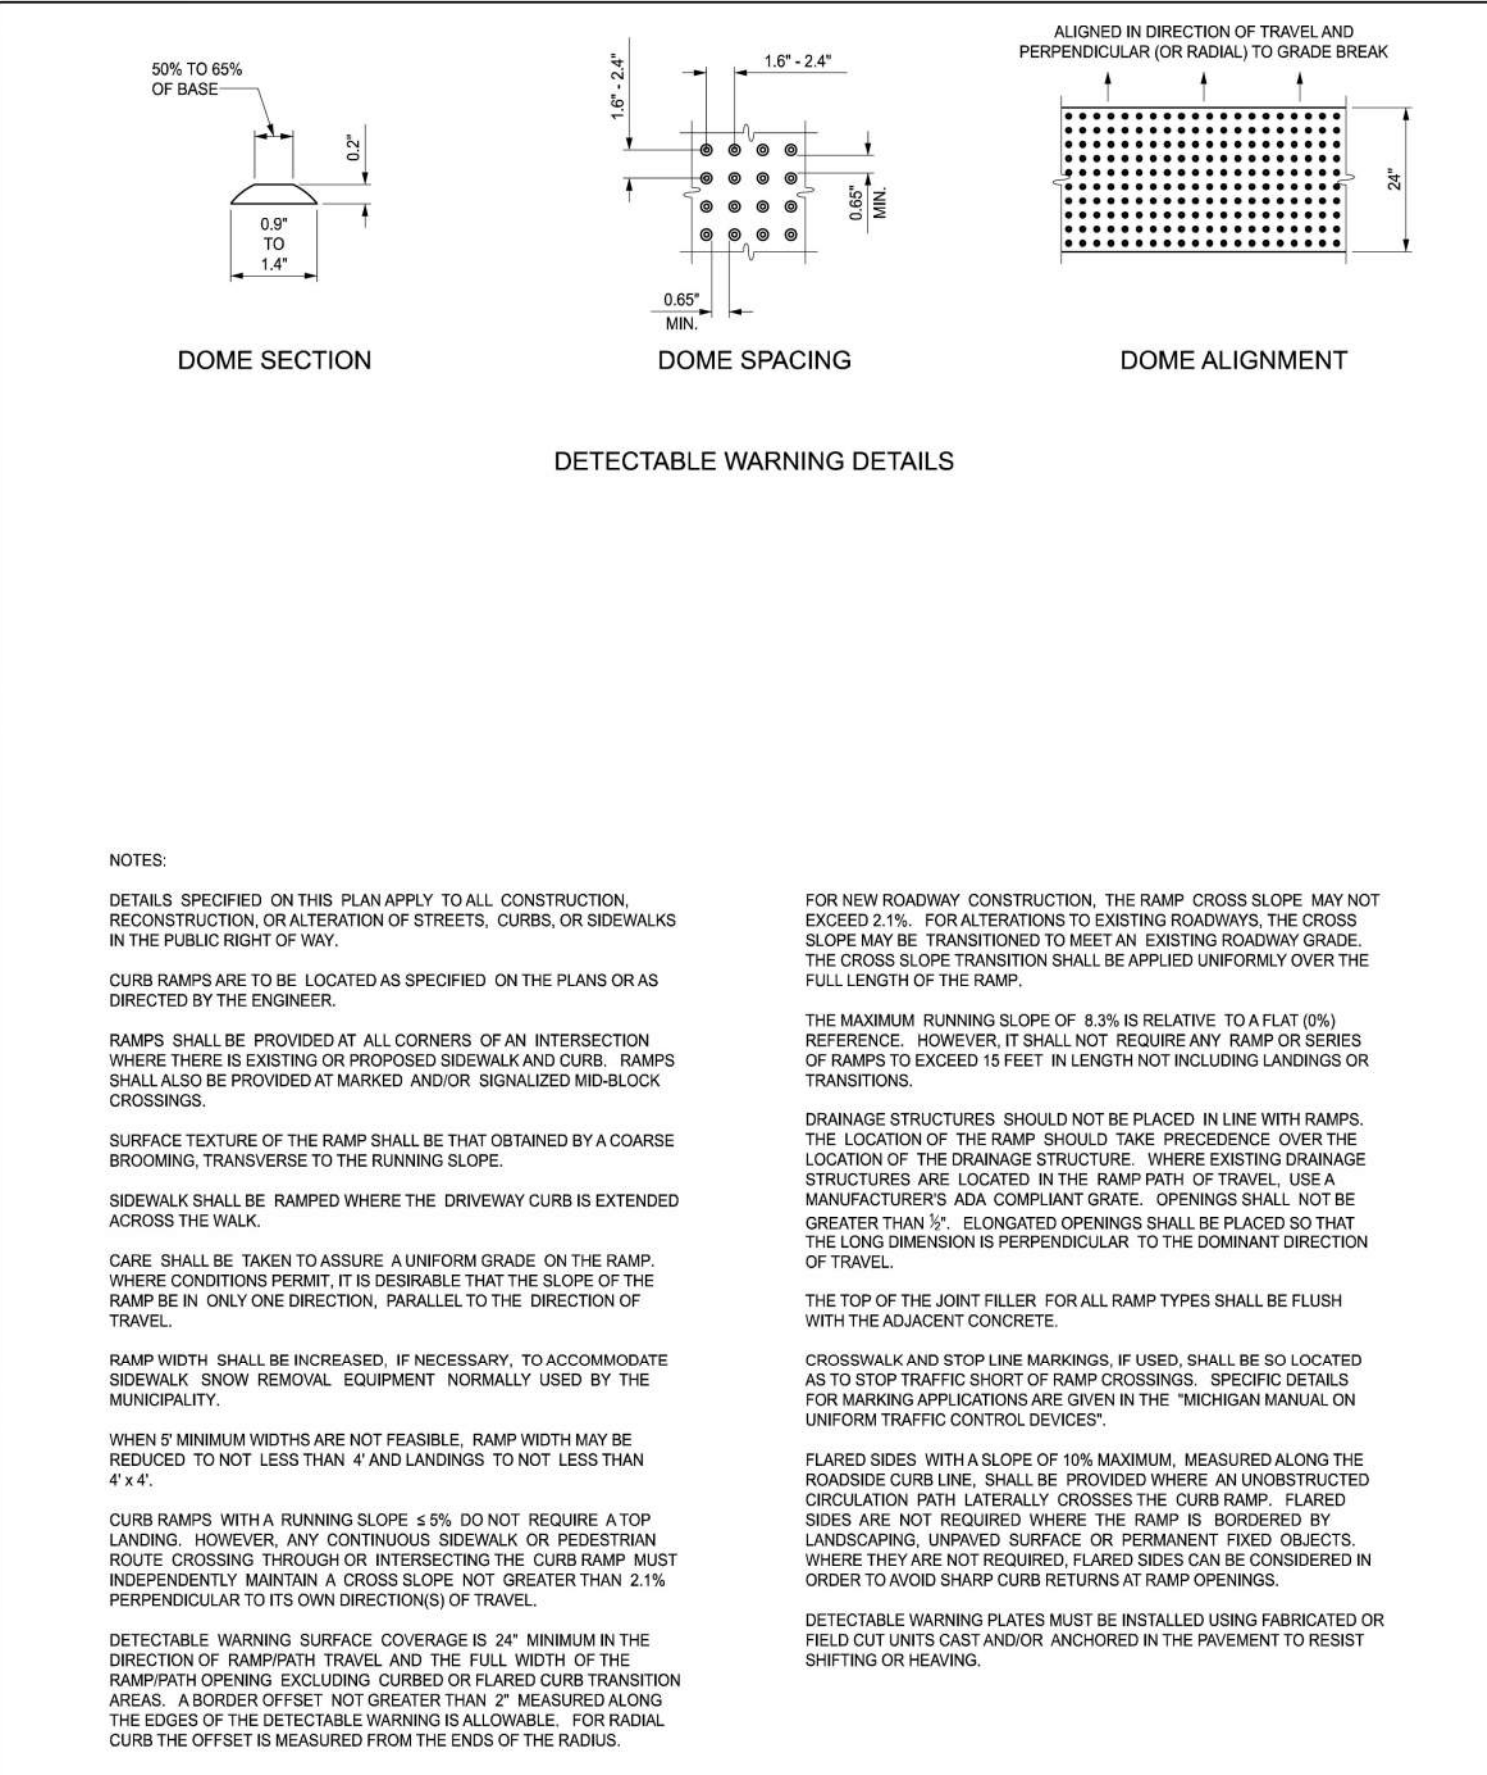 50% TO 65%
OF BASE
0.2"
0.9"
TO
1.4"
DOME SECTION
1.6" - 2.4"
1.6" - 2.4"
0.65"
MIN.
0.65"
MIN.
DOME SPACING
ALIGNED IN DIRECTION OF TRAVEL AND
PERPENDICULAR (OR RADIAL) TO GRADE BREAK
24"
DOME ALIGNMENT
DETECTABLE WARNING DETAILS
NOTES:
DETAILS SPECIFIED ON THIS PLAN APPLY TO ALL CONSTRUCTION,
RECONSTRUCTION, OR ALTERATION OF STREETS, CURBS, OR SIDEWALKS
IN THE PUBLIC RIGHT OF WAY.
CURB RAMPS ARE TO BE LOCATED AS SPECIFIED ON THE PLANS OR AS
DIRECTED BY THE ENGINEER.
RAMPS SHALL BE PROVIDED AT ALL CORNERS OF AN INTERSECTION
WHERE THERE IS EXISTING OR PROPOSED SIDEWALK AND CURB. RAMPS
SHALL ALSO BE PROVIDED AT MARKED AND/OR SIGNALIZED MID-BLOCK
CROSSINGS.
SURFACE TEXTURE OF THE RAMP SHALL BE THAT OBTAINED BY A COARSE
BROOMING, TRANSVERSE TO THE RUNNING SLOPE.
SIDEWALK SHALL BE RAMPED WHERE THE DRIVEWAY CURB IS EXTENDED
ACROSS THE WALK.
CARE SHALL BE TAKEN TO ASSURE A UNIFORM GRADE ON THE RAMP.
WHERE CONDITIONS PERMIT, IT IS DESIRABLE THAT THE SLOPE OF THE
RAMP BE IN ONLY ONE DIRECTION, PARALLEL TO THE DIRECTION OF
TRAVEL.
RAMP WIDTH SHALL BE INCREASED, IF NECESSARY, TO ACCOMMODATE
SIDEWALK SNOW REMOVAL EQUIPMENT NORMALLY USED BY THE
MUNICIPALITY.
WHEN 5' MINIMUM WIDTHS ARE NOT FEASIBLE, RAMP WIDTH MAY BE
REDUCED TO NOT LESS THAN 4' AND LANDINGS TO NOT LESS THAN
4' x 4'.
CURB RAMPS WITH A RUNNING SLOPE ≤ 5% DO NOT REQUIRE A TOP
LANDING. HOWEVER, ANY CONTINUOUS SIDEWALK OR PEDESTRIAN
ROUTE CROSSING THROUGH OR INTERSECTING THE CURB RAMP MUST
INDEPENDENTLY MAINTAIN A CROSS SLOPE NOT GREATER THAN 2.1%
PERPENDICULAR TO ITS OWN DIRECTION(S) OF TRAVEL.
DETECTABLE WARNING SURFACE COVERAGE IS 24" MINIMUM IN THE
DIRECTION OF RAMP/PATH TRAVEL AND THE FULL WIDTH OF THE
RAMP/PATH OPENING EXCLUDING CURBED OR FLARED CURB TRANSITION
AREAS. A BORDER OFFSET NOT GREATER THAN 2" MEASURED ALONG
THE EDGES OF THE DETECTABLE WARNING IS ALLOWABLE. FOR RADIAL
CURB THE OFFSET IS MEASURED FROM THE ENDS OF THE RADIUS.
FOR NEW ROADWAY CONSTRUCTION, THE RAMP CROSS SLOPE MAY NOT
EXCEED 2.1%. FOR ALTERATIONS TO EXISTING ROADWAYS, THE CROSS
SLOPE MAY BE TRANSITIONED TO MEET AN EXISTING ROADWAY GRADE.
THE CROSS SLOPE TRANSITION SHALL BE APPLIED UNIFORMLY OVER THE
FULL LENGTH OF THE RAMP.
THE MAXIMUM RUNNING SLOPE OF 8.3% IS RELATIVE TO A FLAT (0%)
REFERENCE. HOWEVER, IT SHALL NOT REQUIRE ANY RAMP OR SERIES
OF RAMPS TO EXCEED 15 FEET IN LENGTH NOT INCLUDING LANDINGS OR
TRANSITIONS.
DRAINAGE STRUCTURES SHOULD NOT BE PLACED IN LINE WITH RAMPS.
THE LOCATION OF THE RAMP SHOULD TAKE PRECEDENCE OVER THE
LOCATION OF THE DRAINAGE STRUCTURE. WHERE EXISTING DRAINAGE
STRUCTURES ARE LOCATED IN THE RAMP PATH OF TRAVEL, USE A
MANUFACTURER'S ADA COMPLIANT GRATE. OPENINGS SHALL NOT BE
GREATER THAN ½". ELONGATED OPENINGS SHALL BE PLACED SO THAT
THE LONG DIMENSION IS PERPENDICULAR TO THE DOMINANT DIRECTION
OF TRAVEL.
THE TOP OF THE JOINT FILLER FOR ALL RAMP TYPES SHALL BE FLUSH
WITH THE ADJACENT CONCRETE.
CROSSWALK AND STOP LINE MARKINGS, IF USED, SHALL BE SO LOCATED
AS TO STOP TRAFFIC SHORT OF RAMP CROSSINGS. SPECIFIC DETAILS
FOR MARKING APPLICATIONS ARE GIVEN IN THE "MICHIGAN MANUAL ON
UNIFORM TRAFFIC CONTROL DEVICES".
FLARED SIDES WITH A SLOPE OF 10% MAXIMUM, MEASURED ALONG THE
ROADSIDE CURB LINE, SHALL BE PROVIDED WHERE AN UNOBSTRUCTED
CIRCULATION PATH LATERALLY CROSSES THE CURB RAMP. FLARED
SIDES ARE NOT REQUIRED WHERE THE RAMP IS BORDERED BY
LANDSCAPING, UNPAVED SURFACE OR PERMANENT FIXED OBJECTS.
WHERE THEY ARE NOT REQUIRED, FLARED SIDES CAN BE CONSIDERED IN
ORDER TO AVOID SHARP CURB RETURNS AT RAMP OPENINGS.
DETECTABLE WARNING PLATES MUST BE INSTALLED USING FABRICATED OR
FIELD CUT UNITS CAST AND/OR ANCHORED IN THE PAVEMENT TO RESIST
SHIFTING OR HEAVING.